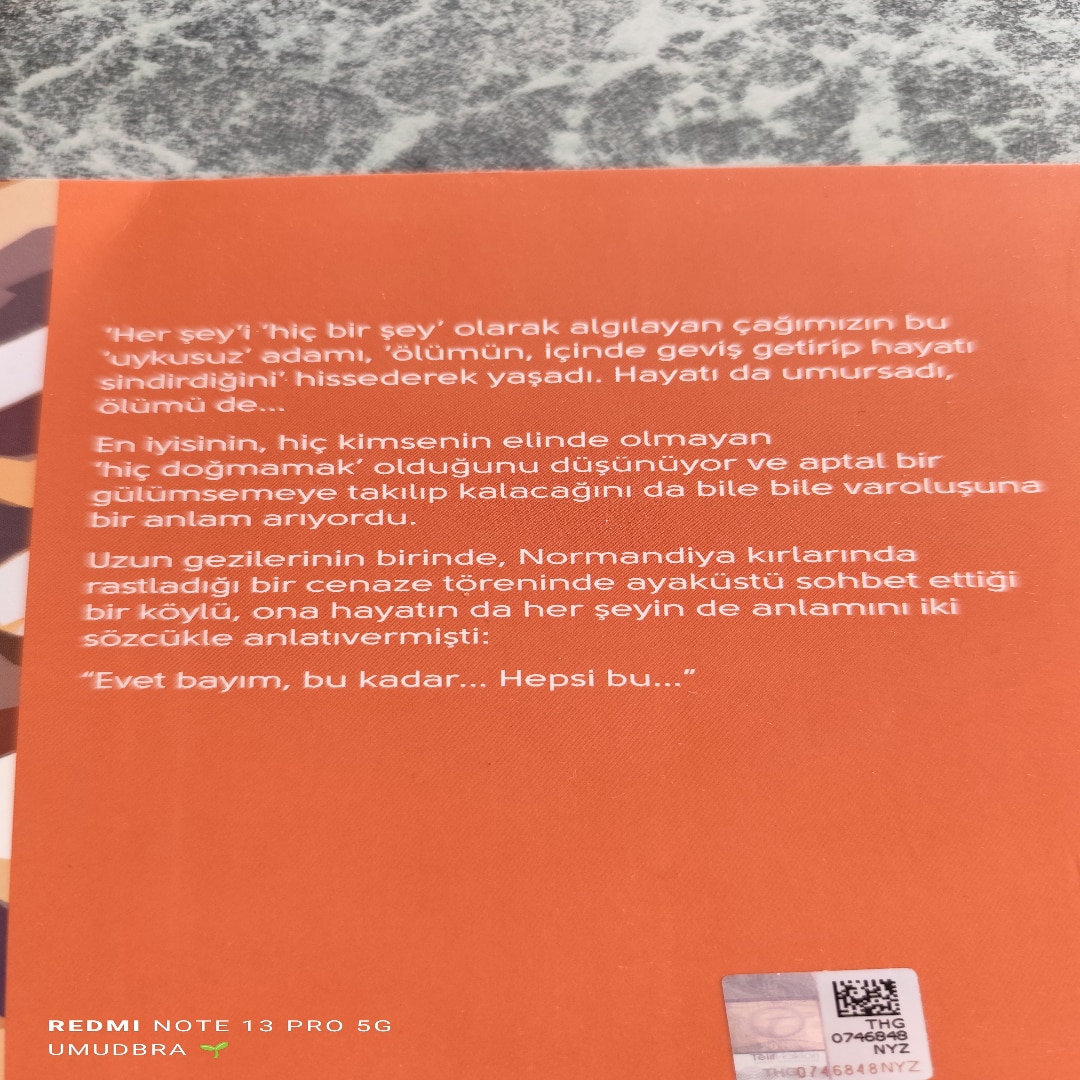 'Her şey'i 'hiç bir şey' olarak algılayan çağımızın bu
'uykusuz' adamı, 'ölümün, içinde geviş getirip hayatı
sindirdiğini' hissederek yaşadı. Hayatı da umursadı,
ölümü de...
En iyisinin, hiç kimsenin elinde olmayan
'hiç doğmamak' olduğunu düşünüyor ve aptal bir
gülümsemeye takılıp kalacağını da bile bile varoluşuna
bir anlam arıyordu.
Uzun gezilerinin birinde, Normandiya kırlarında
rastladığı bir cenaze töreninde ayaküstü sohbet ettiği
bir köylü, ona hayatın da her şeyin de anlamını iki
sözcükle anlatıvermişti:
"Evet bayım, bu kadar... Hepsi bu..."
THG
0746848
NYZ
THG0746848NYZ
REDMI NOTE 13 PRO 5G
UMUDBRA 🌱